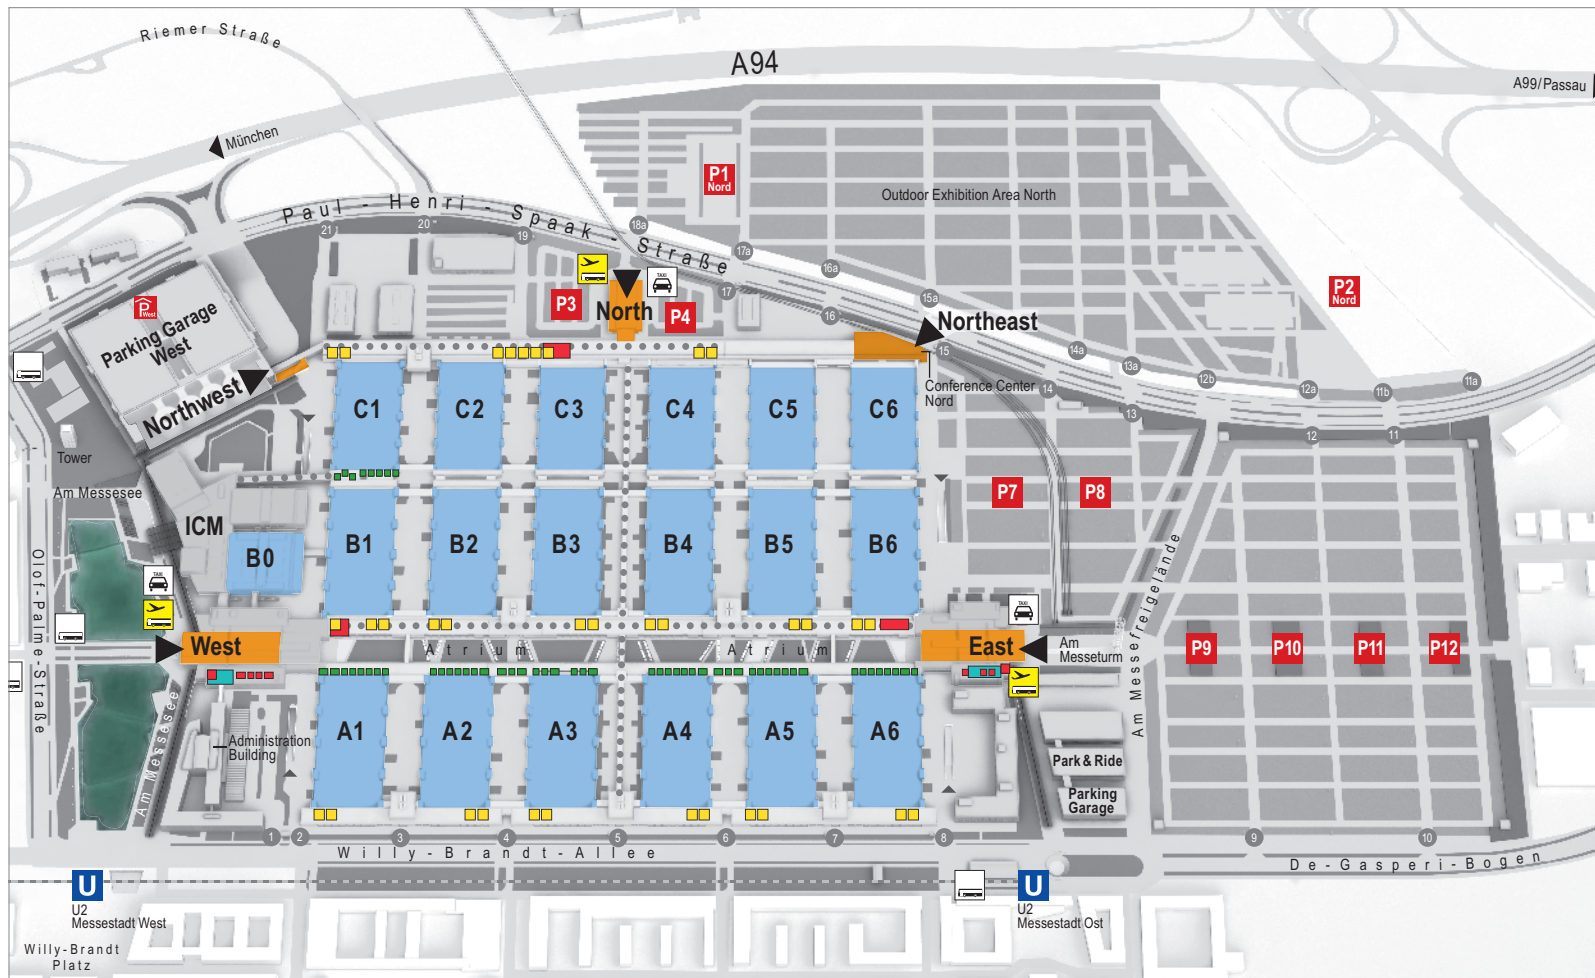 Riemer Straße
A94
A99/Passau
München
Paul-Henri-Spaak-Straße
P1
Nord
Outdoor Exhibition Area North
P2
Nord
21
20
19
18a
17a
16a
15a
17
16
15
14a
13a
12b
12a
11b
11a
14
13
12
11
TAXI
P3
North
P4
Northeast
P
West
Parking Garage
West
Northwest
Conference Center
Nord
C1
C2
C3
C4
C5
C6
Tower
Am Messesee
ICM
P7
P8
B0
B1
B2
B3
B4
B5
B6
Olof-Palme-Straße
TAXI
TAXI
West
Atrium
Atrium
East
Am
Messeturm
Am Messefreigelände
P9
P10
P11
P12
Am Messesee
Administration
Building
A1
A2
A3
A4
A5
A6
Park & Ride
Parking
Garage
1
2
3
4
5
6
7
8
9
10
Willy-Brandt-Allee
De-Gasperi-Bogen
U
U2
Messestadt West
U
U2
Messestadt Ost
Willy-Brandt
Platz